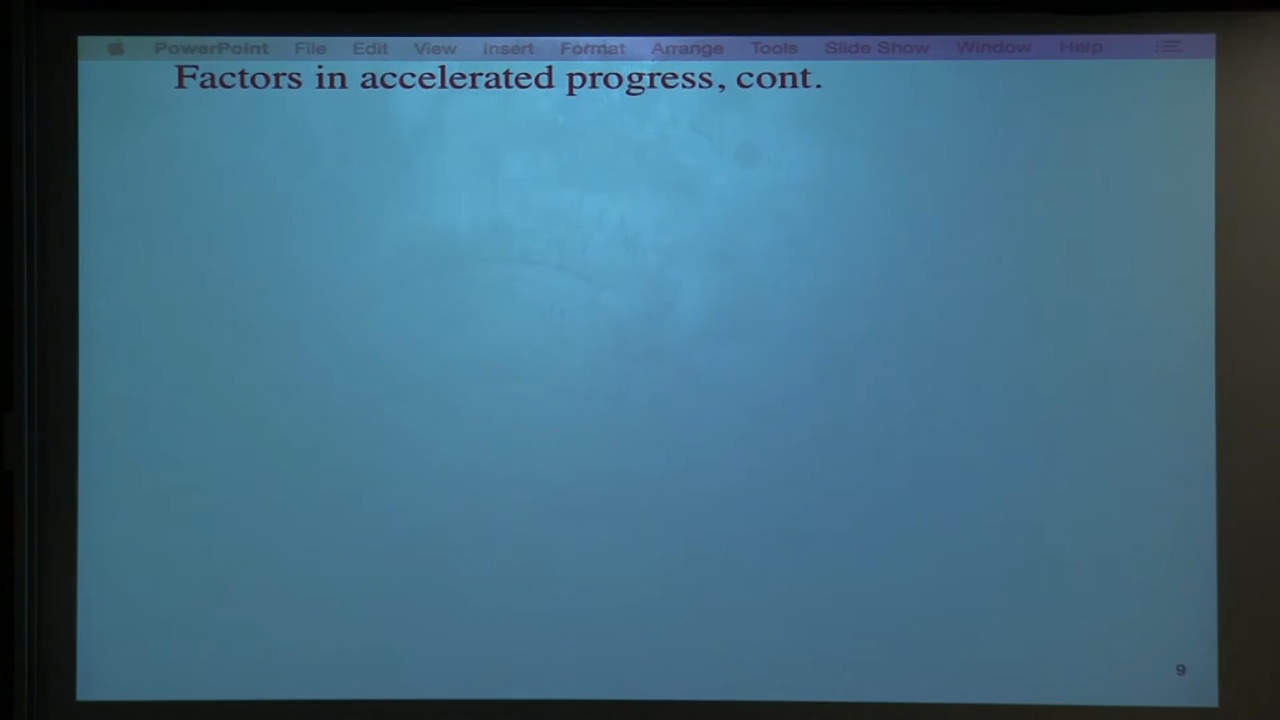 PowerPoint File Edit View Insert Format Arrange Tools Slide Show Window Help
Factors in accelerated progress, cont.
9